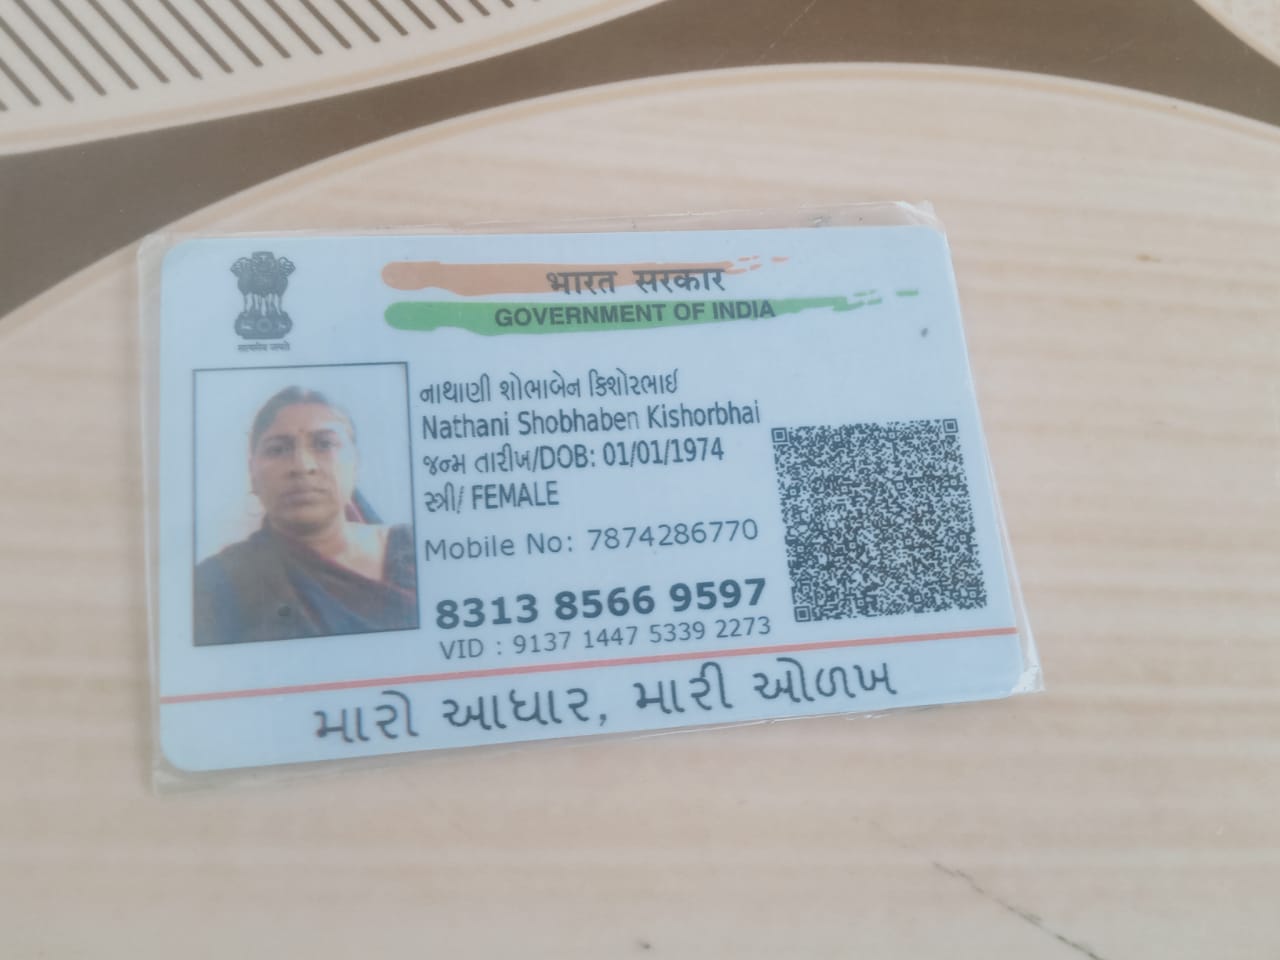 सत्यमेव जयते
भारत सरकार
GOVERNMENT OF INDIA
નાથાણી શોભાબેન કિશોરભાઈ
Nathani Shobhaben Kishorbhai
જન્મ તારીખ/DOB: 01/01/1974
સ્ત્રી/ FEMALE
Mobile No: 7874286770
8313 8566 9597
VID : 9137 1447 5339 2273
મારો આધાર, મારી ઓળખ